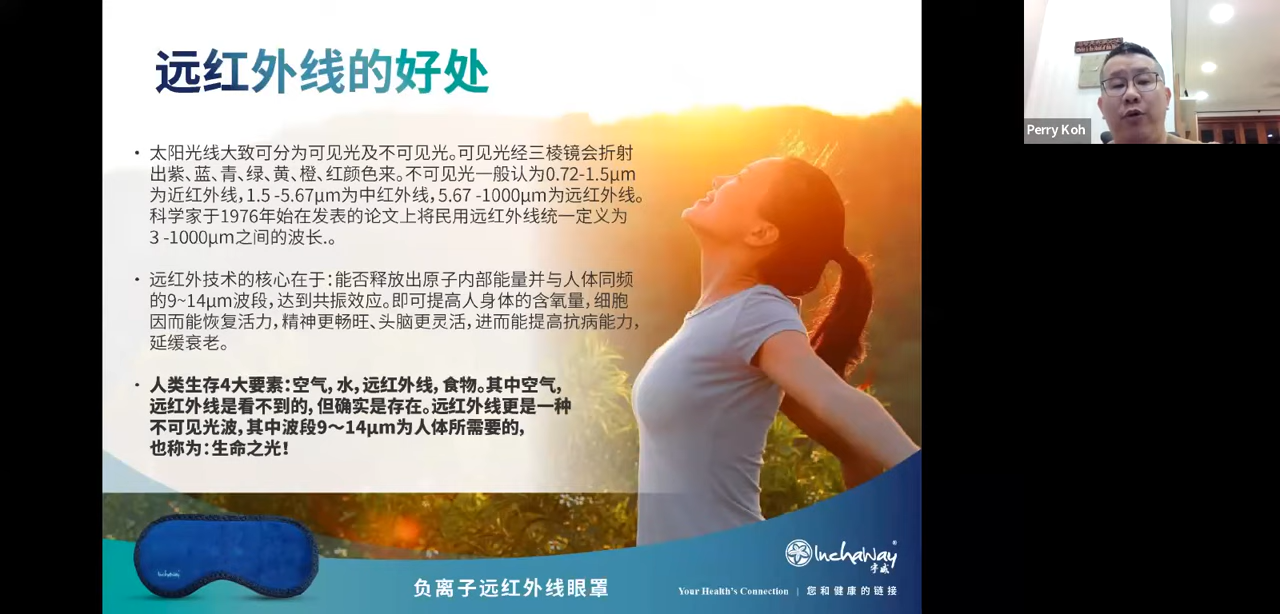 远红外线的好处
• 太阳光线大致可分为可见光及不可见光。可见光经三棱镜会折射
出紫、蓝、青、绿、黄、橙、红颜色来。不可见光一般认为0.72-1.5μm
为近红外线，1.5 -5.67μm为中红外线，5.67 -1000μm为远红外线。
科学家于1976年始在发表的论文上将民用远红外线统一定义为
3 -1000μm之间的波长.。
• 远红外技术的核心在于：能否释放出原子内部能量并与人体同频
的9~14μm波段，达到共振效应。即可提高人身体的含氧量，细胞
因而能恢复活力，精神更畅旺、头脑更灵活，进而能提高抗病能力，
延缓衰老。
• 人类生存4大要素：空气，水，远红外线，食物。其中空气，
远红外线是看不到的，但确实是存在。远红外线更是一种
不可见光波，其中波段9～14μm为人体所需要的，
也称为：生命之光！
Inchaway
负离子远红外线眼罩
Inchaway®
宇威
Your Health's Connection | 您和健康的链接
Perry Koh